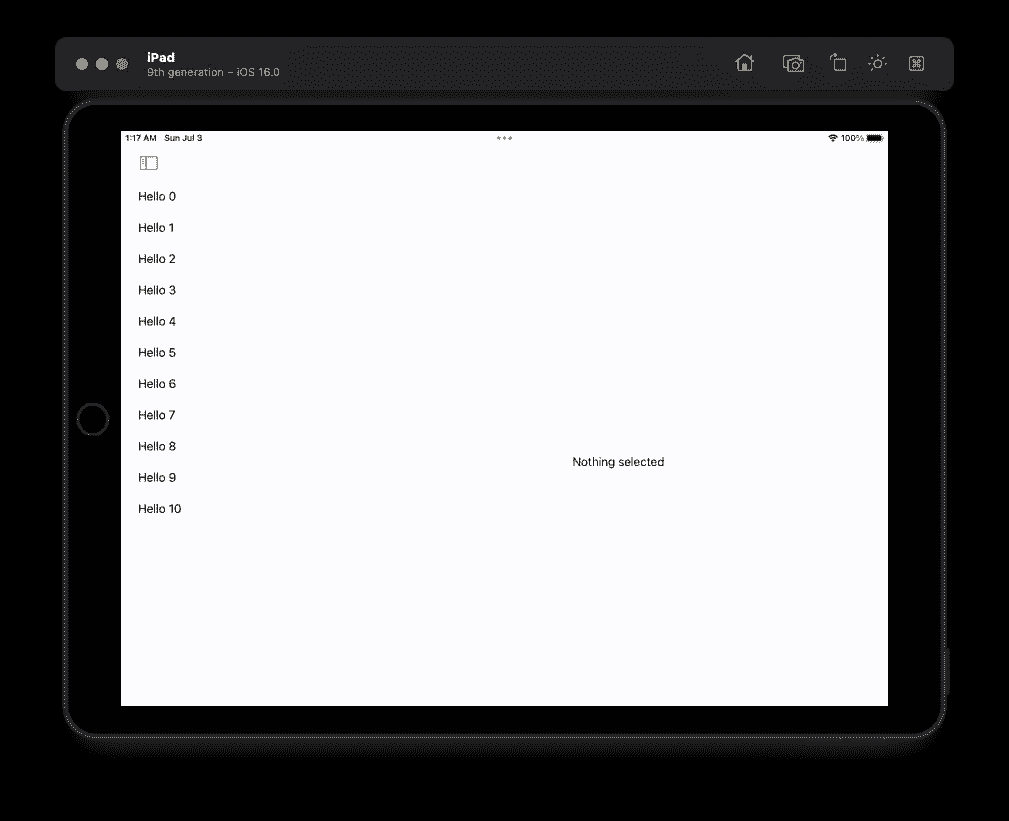 iPad
9th generation – iOS 16.0
1:17 AM Sun Jul 3
100%
Hello 0
Hello 1
Hello 2
Hello 3
Hello 4
Hello 5
Hello 6
Hello 7
Hello 8
Nothing selected
Hello 9
Hello 10